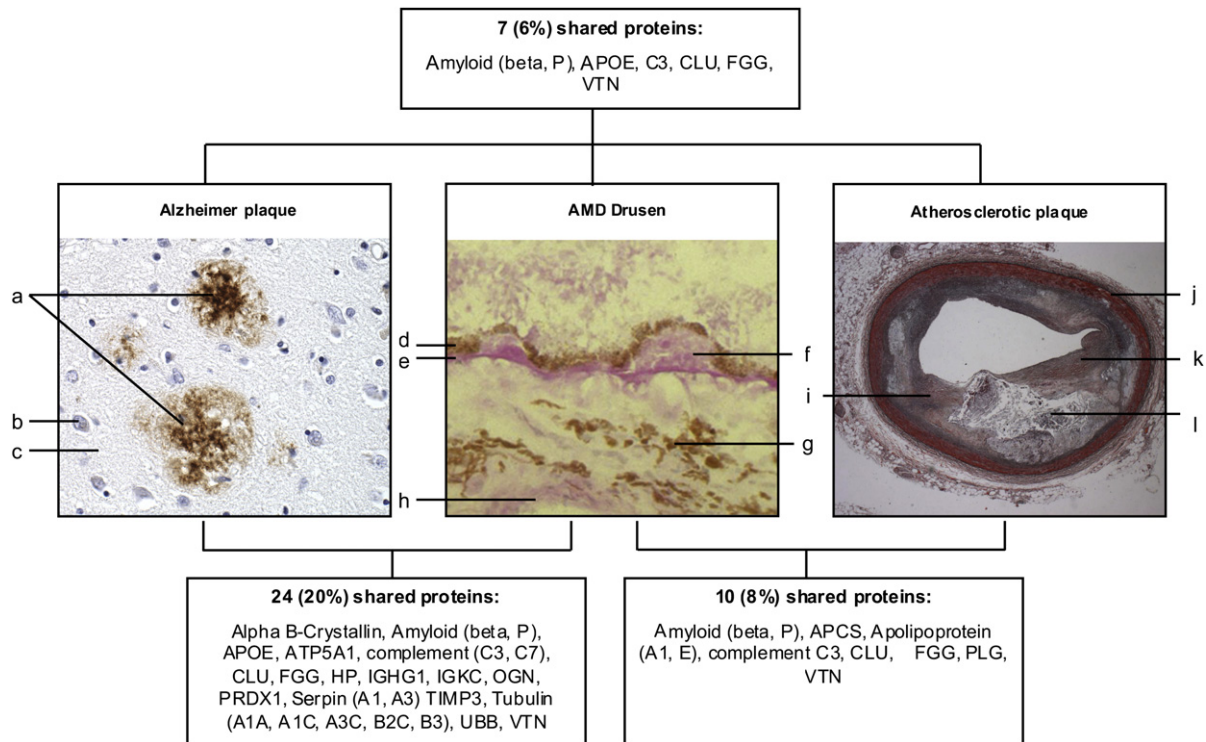 7 (6%) shared proteins:
Amyloid (beta, P), APOE, C3, CLU, FGG,
VTN
Alzheimer plaque
AMD Drusen
Atherosclerotic plaque
a
b
c
d
e
f
g
h
i
j
k
l
24 (20%) shared proteins:
Alpha B-Crystallin, Amyloid (beta, P),
APOE, ATP5A1, complement (C3, C7),
CLU, FGG, HP, IGHG1, IGKC, OGN,
PRDX1, Serpin (A1, A3) TIMP3, Tubulin
(A1A, A1C, A3C, B2C, B3), UBB, VTN
10 (8%) shared proteins:
Amyloid (beta, P), APCS, Apolipoprotein
(A1, E), complement C3, CLU, FGG, PLG,
VTN